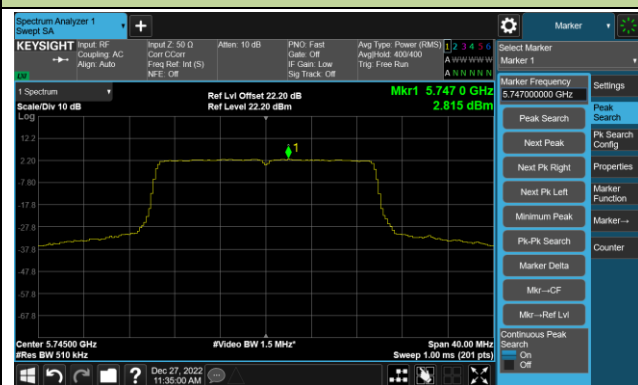 Spectrum Analyzer 1
Swept SA
+
Marker
KEYSIGHT
Input: RF
Coupling: AC
Align: Auto
Input Z: 50 Ω
Corr CCorr
Freq Ref: Int (S)
NFE: Off
Atten: 10 dB
PNO: Fast
Gate: Off
IF Gain: Low
Sig Track: Off
Avg Type: Power (RMS)
Avg|Hold: 400/400
Trig: Free Run
1 2 3 4 5 6
A W W W W W
A N N N N N
LXI
Select Marker
Marker 1
1 Spectrum
Scale/Div 10 dB
Log
Ref Lvl Offset 22.20 dB
Ref Level 22.20 dBm
Mkr1 5.747 0 GHz
2.815 dBm
12.2
2.20
-7.80
-17.8
-27.8
-37.8
-47.8
-57.8
-67.8
1
Center 5.74500 GHz
#Res BW 510 kHz
#Video BW 1.5 MHz*
Span 40.00 MHz
Sweep 1.00 ms (201 pts)
Marker Frequency
5.747000000 GHz
Peak Search
Next Peak
Next Pk Right
Next Pk Left
Minimum Peak
Pk-Pk Search
Marker Delta
Mkr→CF
Mkr→Ref Lvl
Continuous Peak
Search
On
Off
Settings
Peak
Search
Pk Search
Config
Properties
Marker
Function
Marker→
Counter
?
Dec 27, 2022
11:35:00 AM